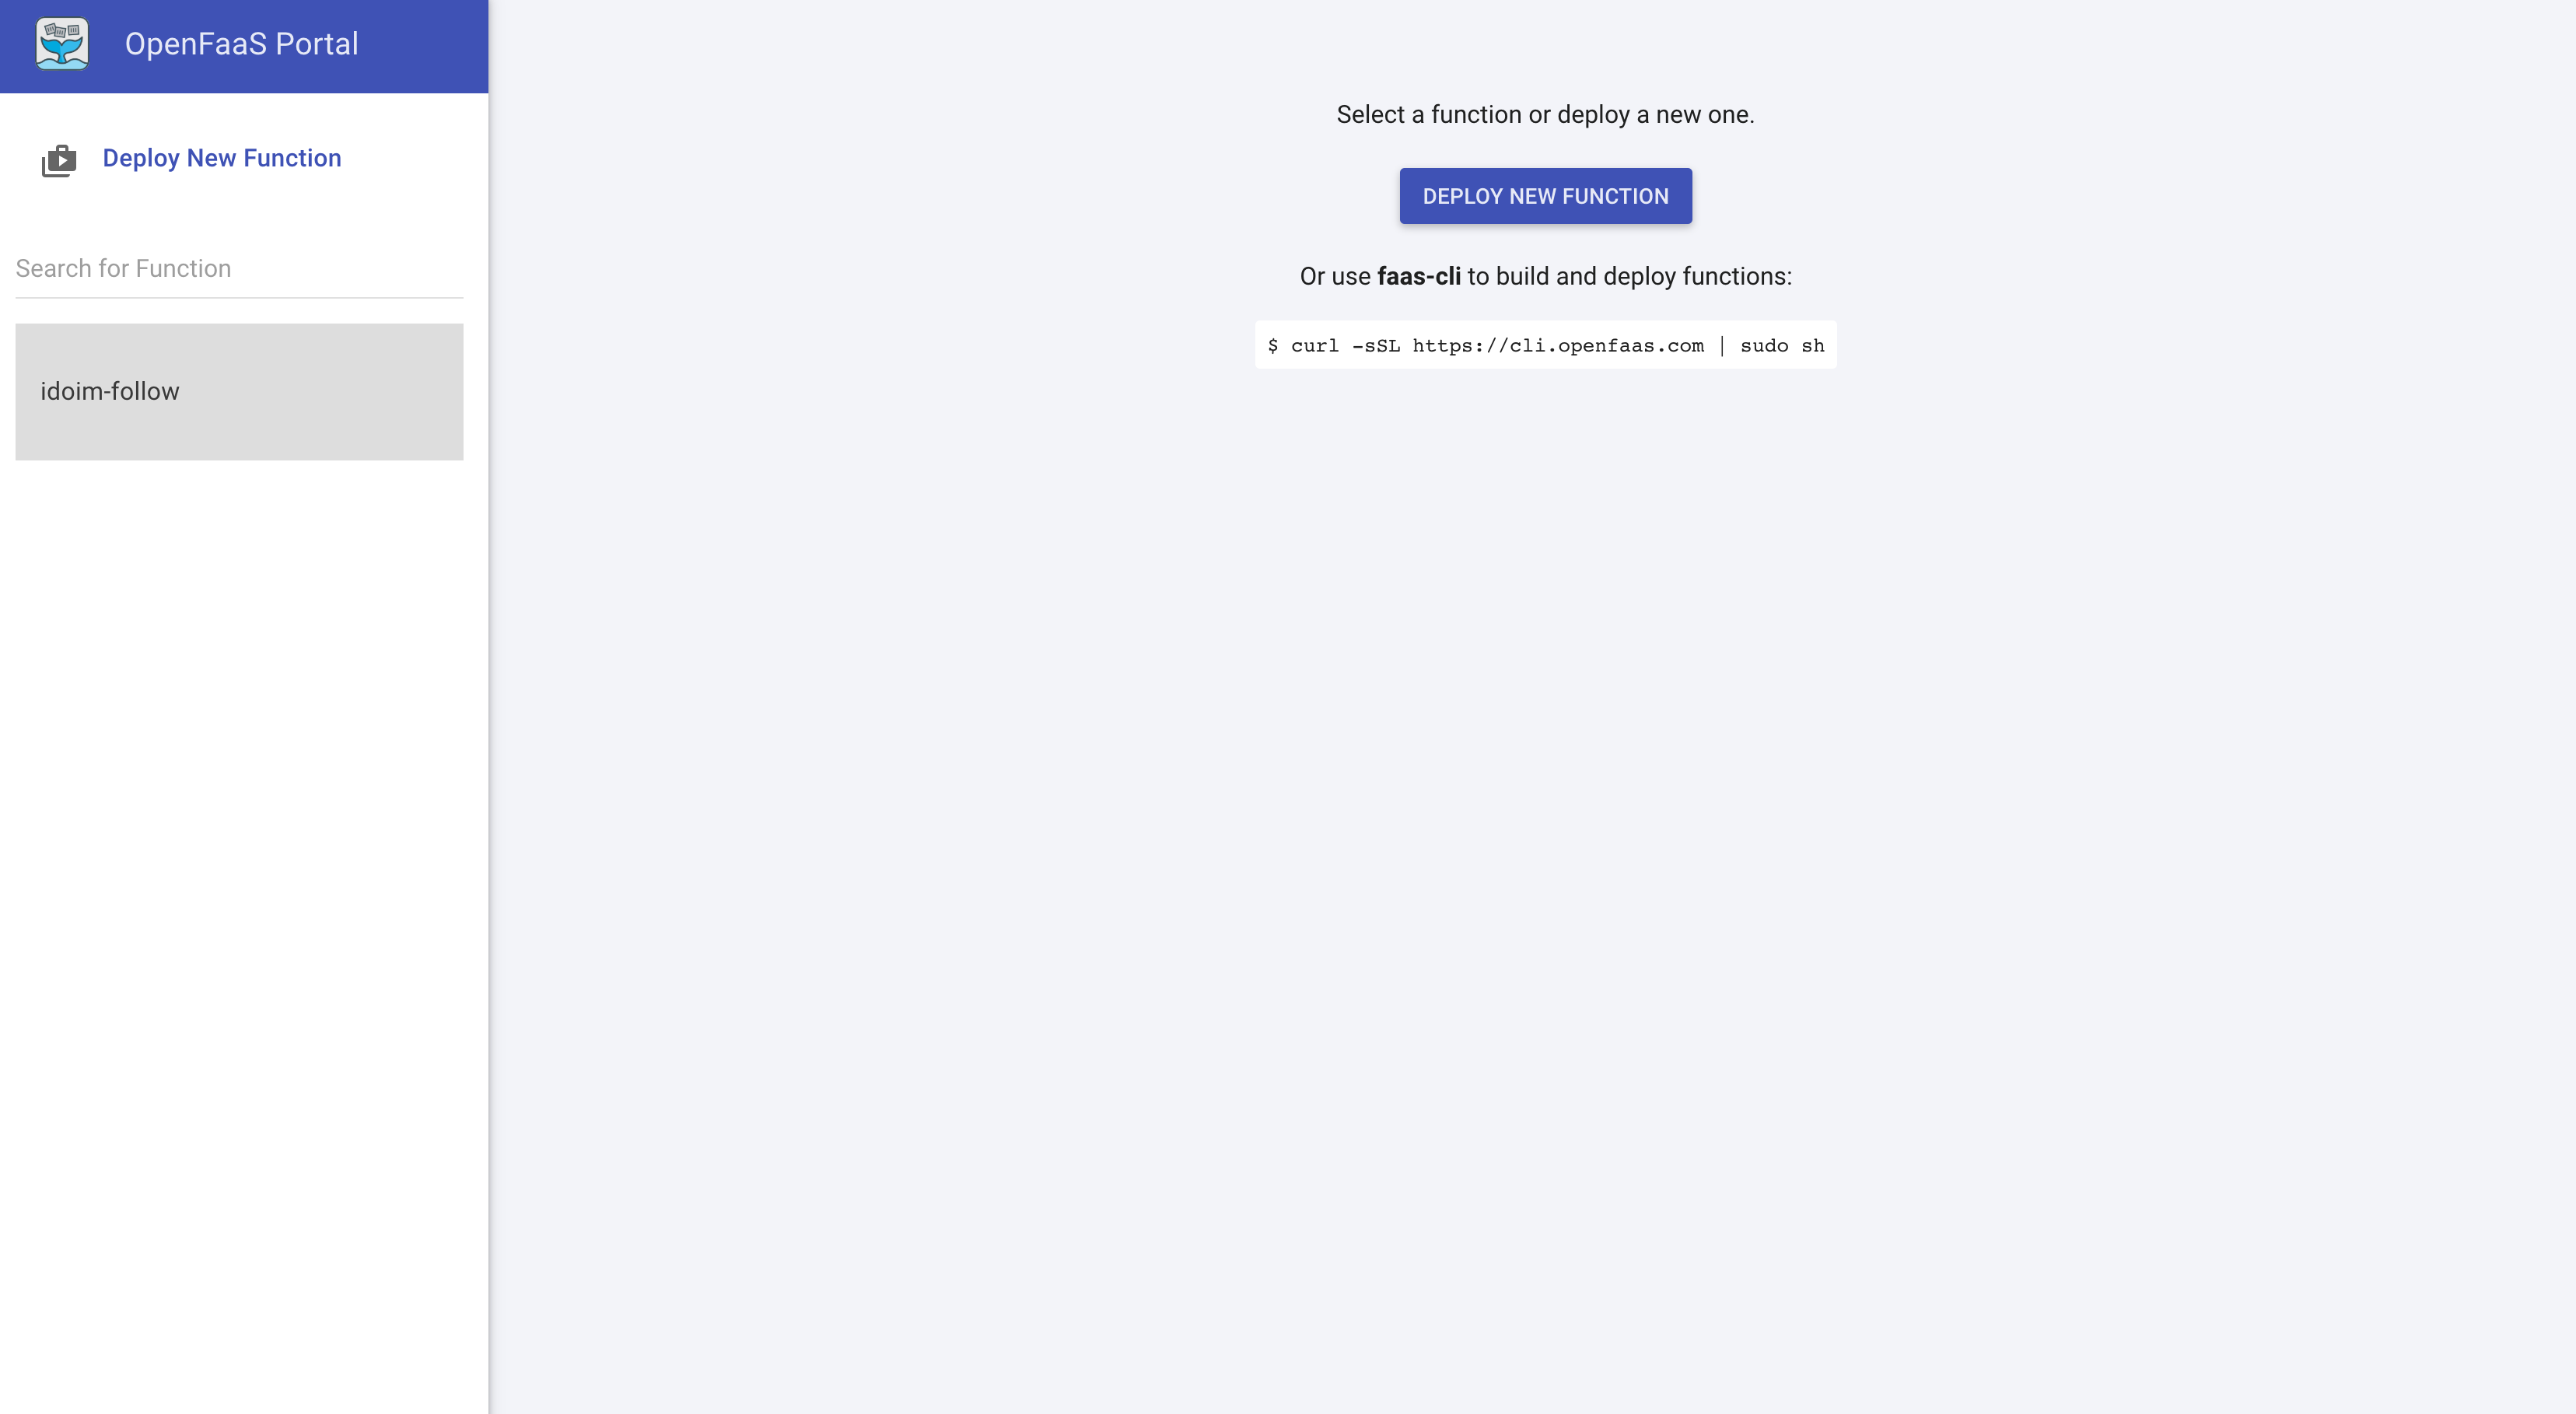 OpenFaaS Portal
Deploy New Function
Search for Function
idoim-follow
Select a function or deploy a new one.
DEPLOY NEW FUNCTION
Or use faas-cli to build and deploy functions:
$ curl -sSL https://cli.openfaas.com | sudo sh